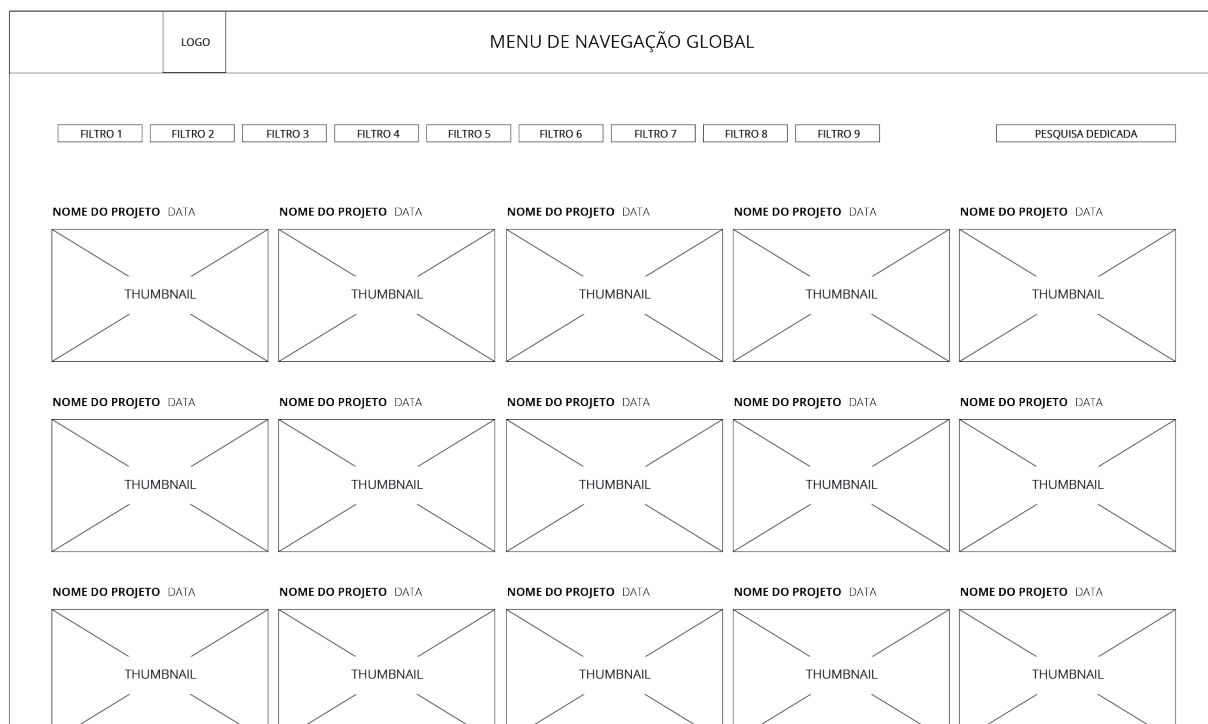 LOGO MENU DE NAVEGAÇÃO GLOBAL
FILTRO 1 FILTRO 2 FILTRO 3 FILTRO 4 FILTRO 5 FILTRO 6 FILTRO 7 FILTRO 8 FILTRO 9 PESQUISA DEDICADA
NOME DO PROJETO DATA NOME DO PROJETO DATA NOME DO PROJETO DATA NOME DO PROJETO DATA NOME DO PROJETO DATA
THUMBNAIL THUMBNAIL THUMBNAIL THUMBNAIL THUMBNAIL
NOME DO PROJETO DATA NOME DO PROJETO DATA NOME DO PROJETO DATA NOME DO PROJETO DATA NOME DO PROJETO DATA
THUMBNAIL THUMBNAIL THUMBNAIL THUMBNAIL THUMBNAIL
NOME DO PROJETO DATA NOME DO PROJETO DATA NOME DO PROJETO DATA NOME DO PROJETO DATA NOME DO PROJETO DATA
THUMBNAIL THUMBNAIL THUMBNAIL THUMBNAIL THUMBNAIL